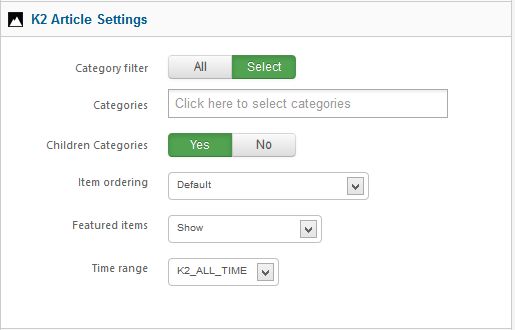 K2 Article Settings
Category filter All Select
Categories Click here to select categories
Children Categories Yes No
Item ordering Default
Featured items Show
Time range K2_ALL_TIME